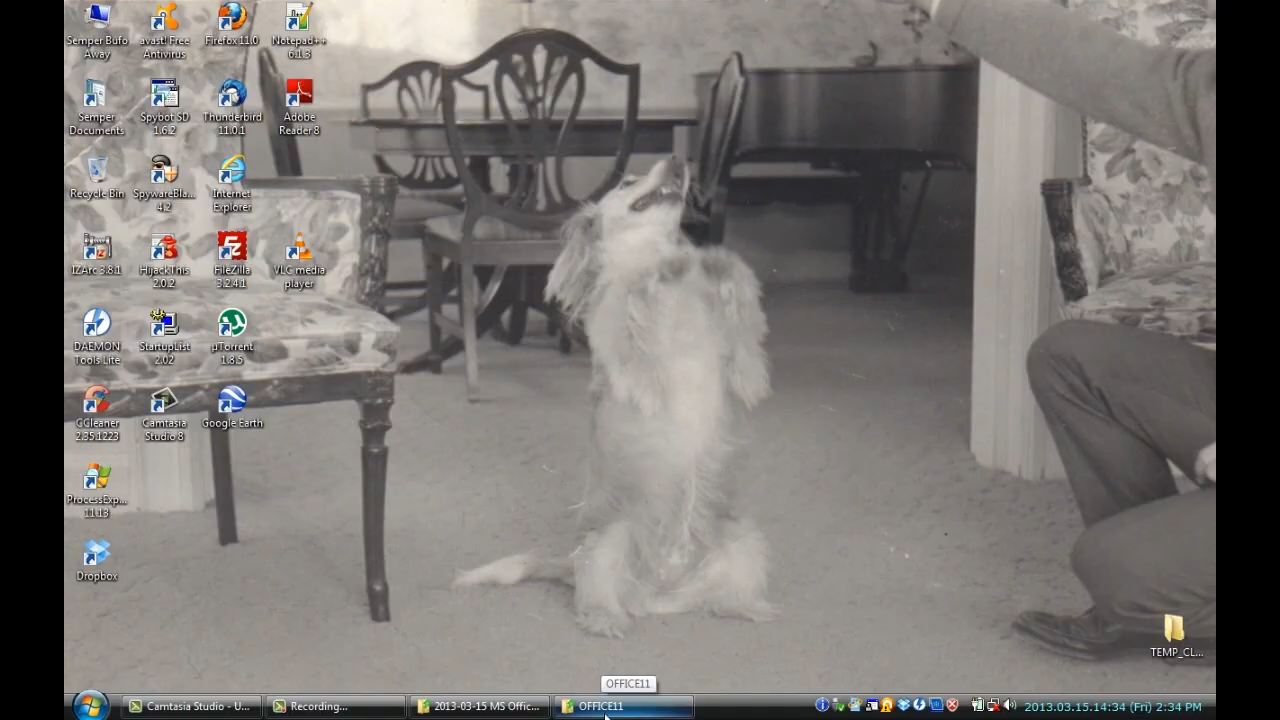 Semper Bufo
Away
avast! Free
Antivirus
Firefox 11.0
Notepad++
6.1.3
Semper
Documents
Spybot SD
1.6.2
Thunderbird
11.0.1
Adobe
Reader 8
Recycle Bin
SpywareBla...
4.2
Internet
Explorer
IZArc 3.8.1
HijackThis
2.0.2
FileZilla
3.2.4.1
VLC media
player
DAEMON
Tools Lite
StartupList
2.02
µTorrent
1.8.5
CCleaner
2.35.1223
Camtasia
Studio 8
Google Earth
ProcessExp...
11.13
Dropbox
TEMP_CL...
OFFICE11
Camtasia Studio - U...
Recording...
2013-03-15 MS Offic...
OFFICE11
2013.03.15.14:34 (Fri) 2:34 PM